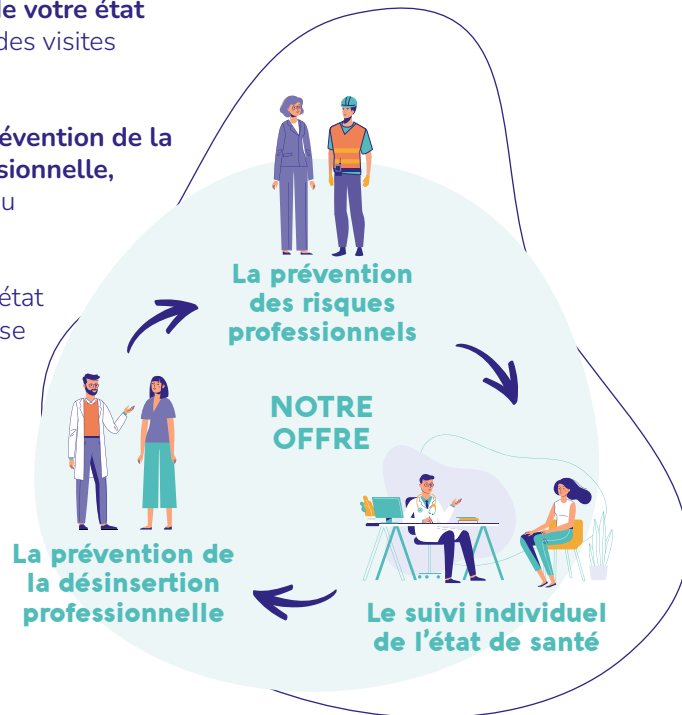 de votre état
des visites
évention de la
sionnelle,
u
état
se
La prévention
des risques
professionnels
NOTRE
OFFRE
La prévention de
la désinsertion
professionnelle
Le suivi individuel
de l'état de santé